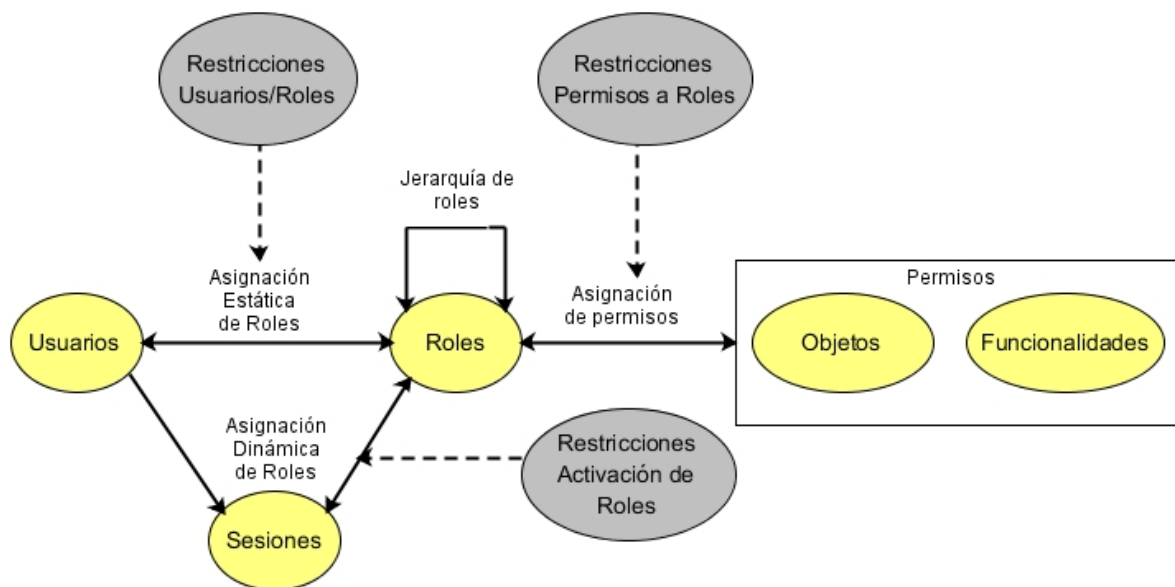 Restricciones
Usuarios/Roles
Restricciones
Permisos a Roles
Jerarquía de
roles
Asignación
Estática
de Roles
Asignación
de permisos
Permisos
Usuarios
Roles
Objetos
Funcionalidades
Asignación
Dinámica
de Roles
Restricciones
Activación de
Roles
Sesiones